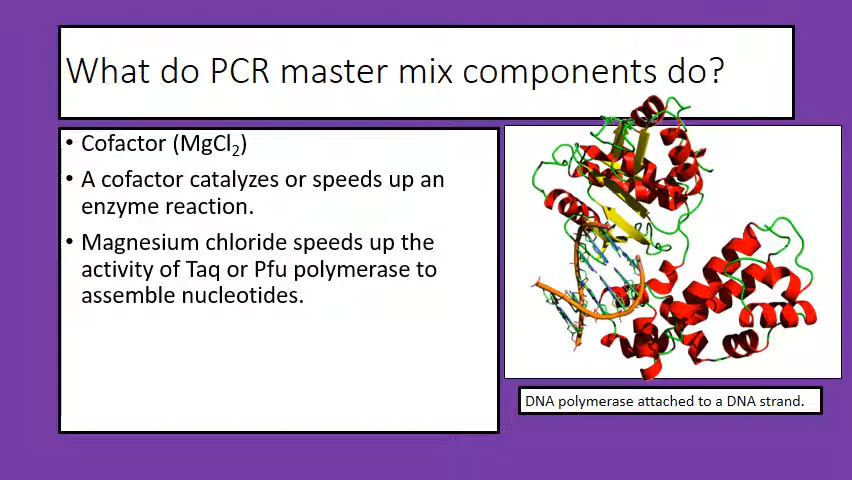 What do PCR master mix components do?
• Cofactor (MgCl₂)
• A cofactor catalyzes or speeds up an
enzyme reaction.
• Magnesium chloride speeds up the
activity of Taq or Pfu polymerase to
assemble nucleotides.
DNA polymerase attached to a DNA strand.